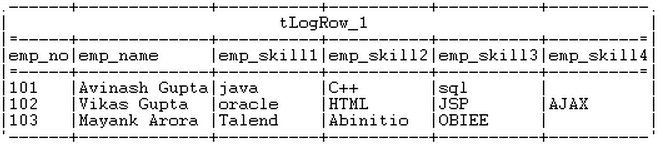 tLogRow_1
emp_no|emp_name|emp_skill1|emp_skill2|emp_skill3|emp_skill4
101|Avinash Gupta|java|C++|sql|
102|Vikas Gupta|oracle|HTML|JSP|AJAX
103|Mayank Arora|Talend|Abinitio|OBIEE|